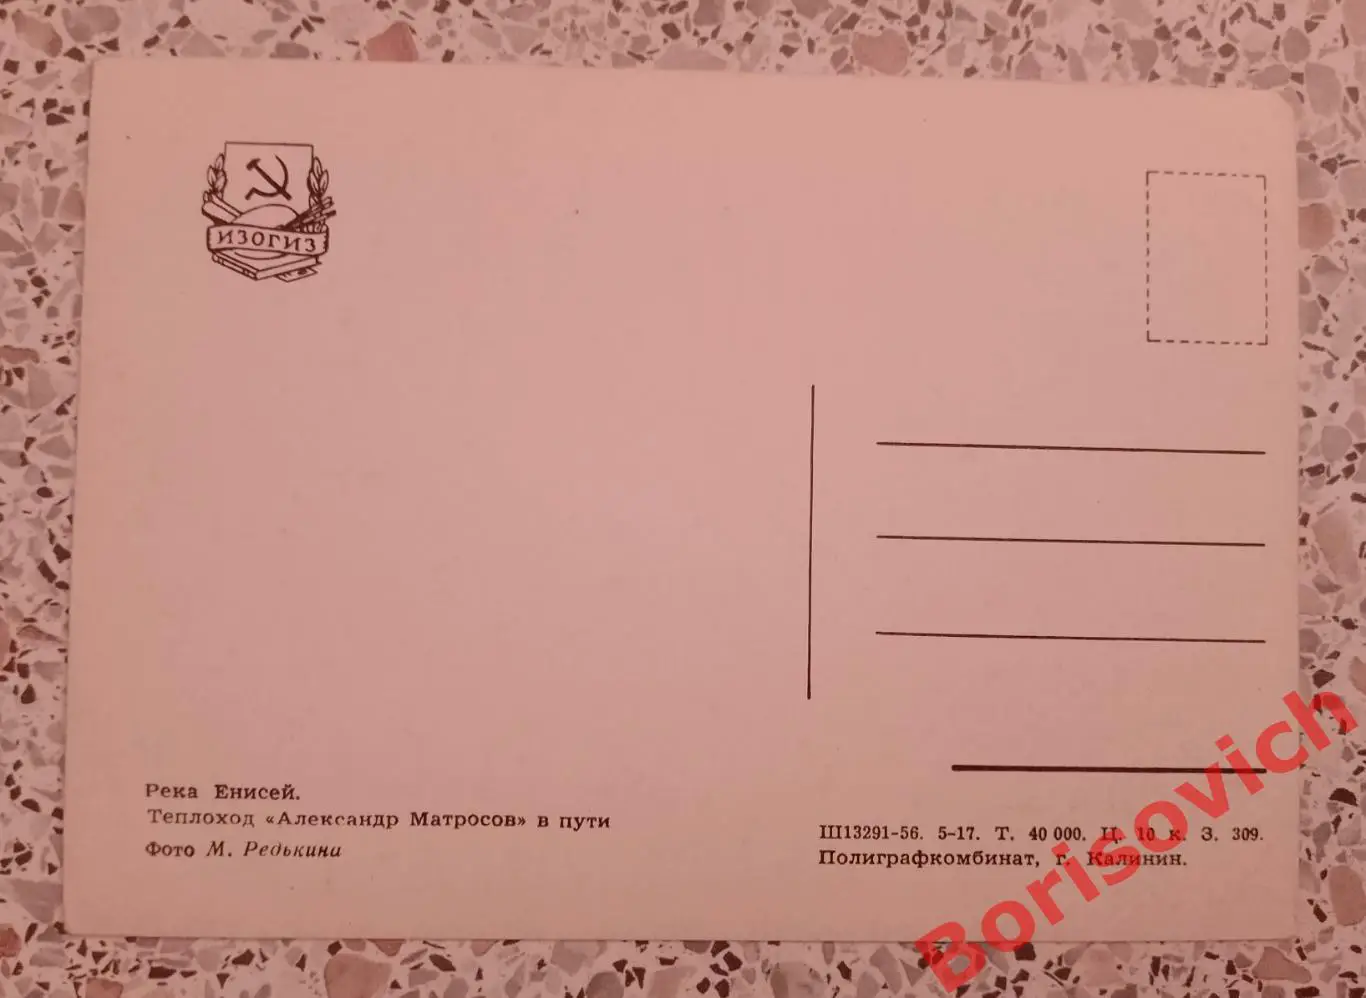 ИЗОГИЗ
Река Енисей.
Теплоход «Александр Матросов» в пути
Фото М. Редькина
Ш13291-56. 5-17. Т. 40 000. Ц. 10 к. З. 309.
Полиграфкомбинат, г. Калинин.
Borisovich